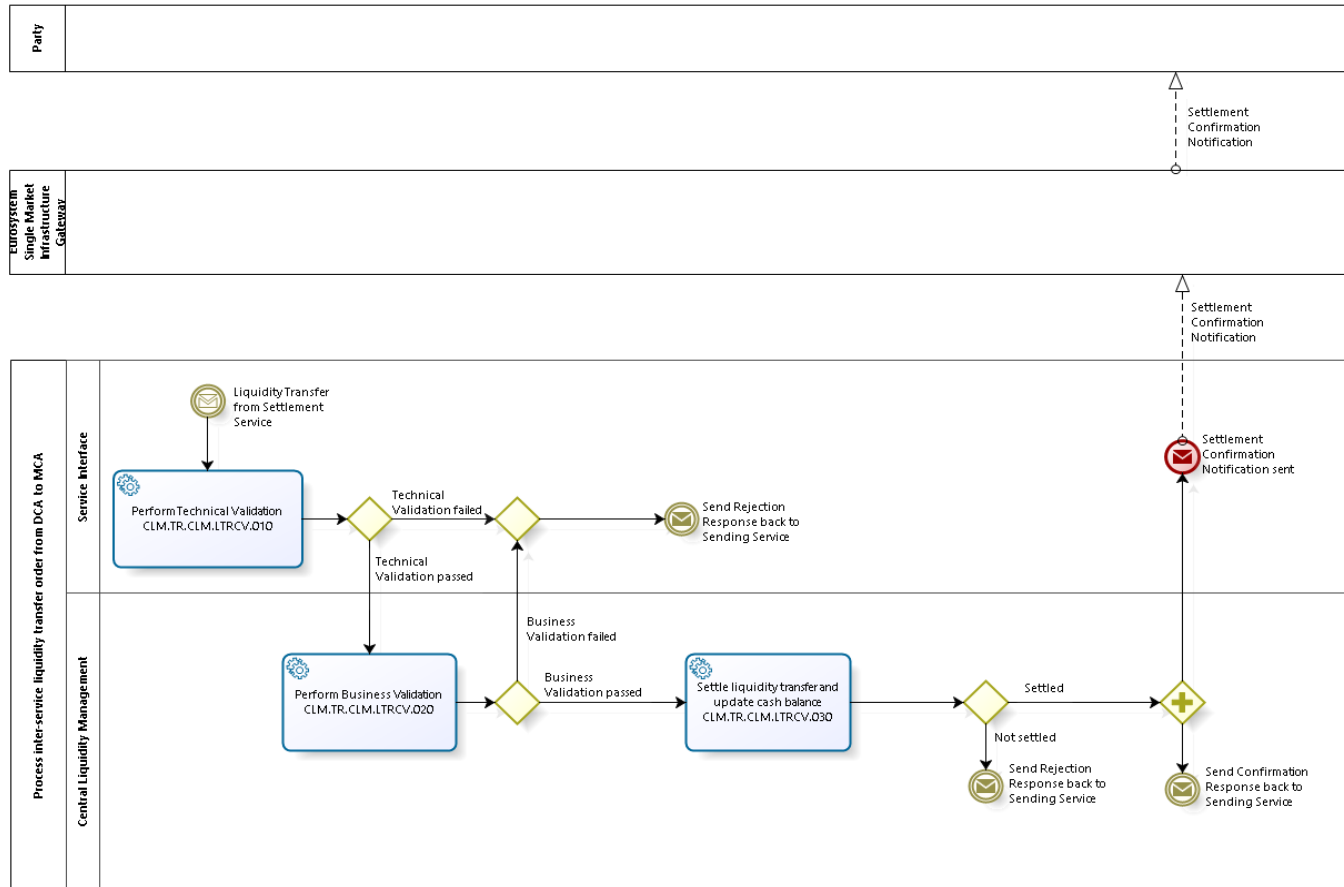 Party
Settlement
Confirmation
Notification
Eurosystem
Single Market
Infrastructure
Gateway
Settlement
Confirmation
Notification
Process inter-service liquidity transfer order from DCA to MCA
Service Interface
Liquidity Transfer
from Settlement
Service
Settlement
Confirmation
Notification sent
Perform Technical Validation
CLM.TR.CLM.LTRCV.010
Technical
Validation failed
Send Rejection
Response back to
Sending Service
Technical
Validation passed
Central Liquidity Management
Business
Validation failed
Perform Business Validation
CLM.TR.CLM.LTRCV.020
Business
Validation passed
Settle liquidity transfer and
update cash balance
CLM.TR.CLM.LTRCV.030
Settled
Not settled
Send Rejection
Response back to
Sending Service
Send Confirmation
Response back to
Sending Service